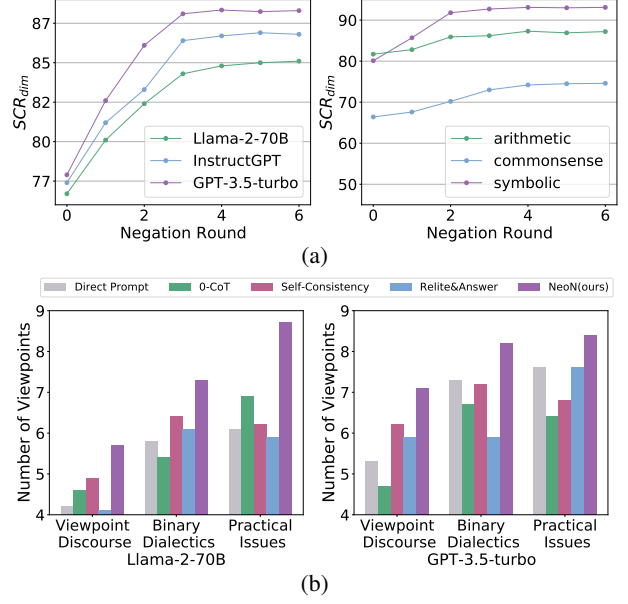 SCR_dim
87
85
82
80
77
0 2 4 6
Negation Round
Llama-2-70B
InstructGPT
GPT-3.5-turbo
SCR_dim
90
80
70
60
50
0 2 4 6
Negation Round
arithmetic
commonsense
symbolic
(a)
Direct Prompt 0-CoT Self-Consistency Relite&Answer NeoN(ours)
Number of Viewpoints
9
8
7
6
5
4
Viewpoint Discourse
Binary Dialectics
Practical Issues
Llama-2-70B
Number of Viewpoints
9
8
7
6
5
4
Viewpoint Discourse
Binary Dialectics
Practical Issues
GPT-3.5-turbo
(b)